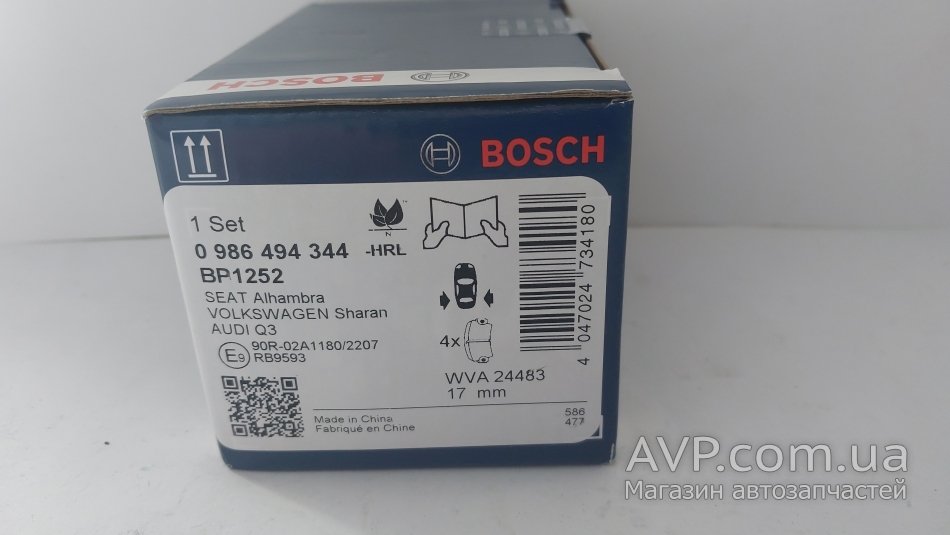 BOSCH
BOSCH
1 Set
0 986 494 344 -HRL
BP1252
SEAT Alhambra
VOLKSWAGEN Sharan
AUDI Q3
E9 90R-02A1180/2207
RB9593
N
4x
WVA 24483
17 mm
4 047024 734180
Made in China
Fabriqué en Chine
586
477
AVP.com.ua
Магазин автозапчастей